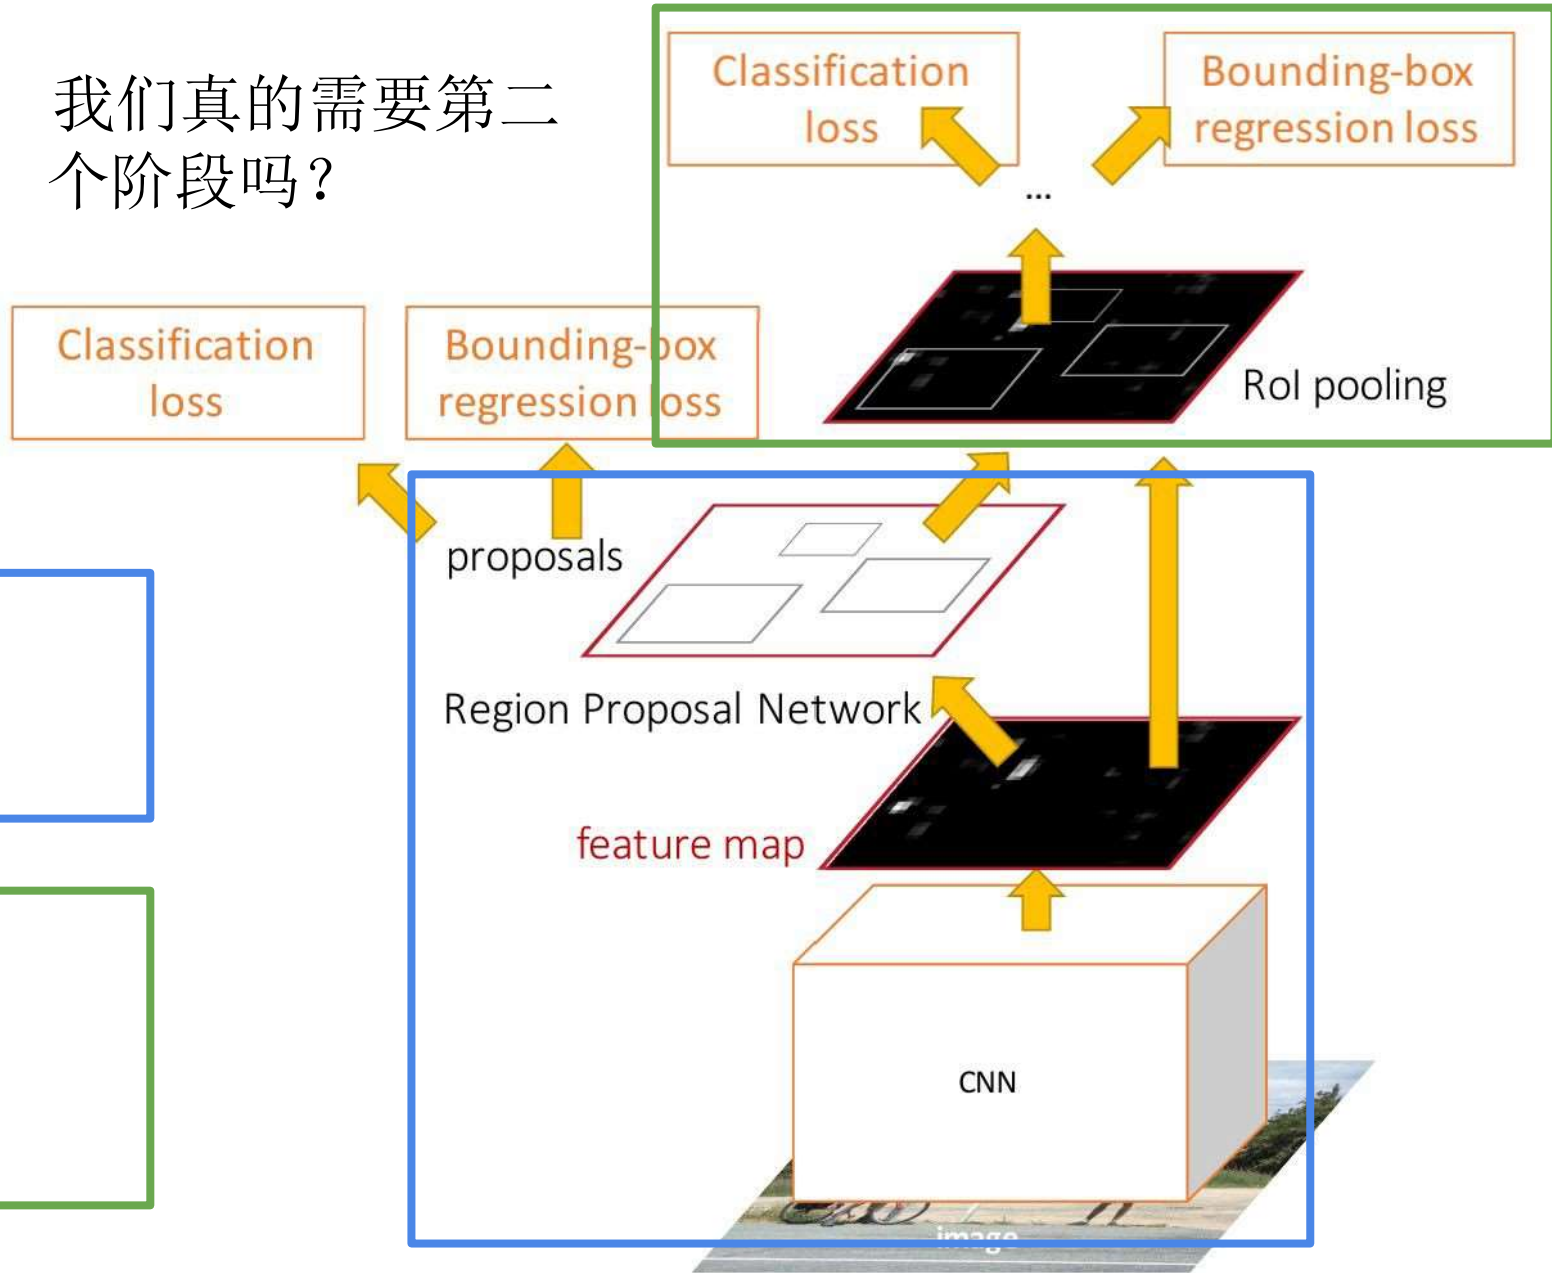 我们真的需要第二
个阶段吗？
Classification
loss
Bounding-box
regression loss
...
RoI pooling
Classification
loss
Bounding-box
regression loss
proposals
Region Proposal Network
feature map
CNN
image